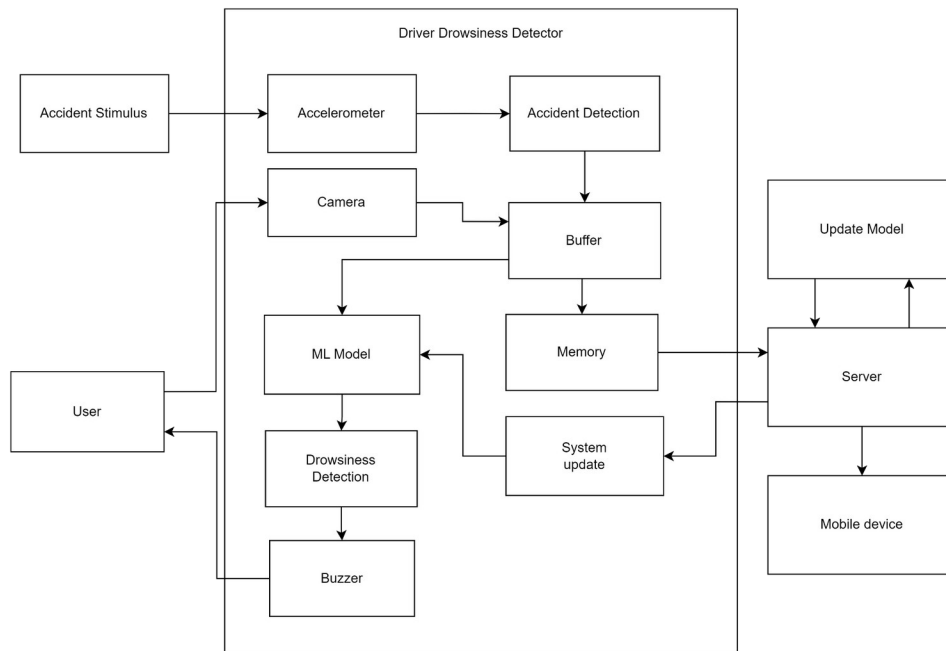 Driver Drowsiness Detector
Accident Stimulus
Accelerometer
Accident Detection
Camera
Buffer
Update Model
ML Model
Memory
Server
User
Drowsiness
Detection
System
update
Mobile device
Buzzer